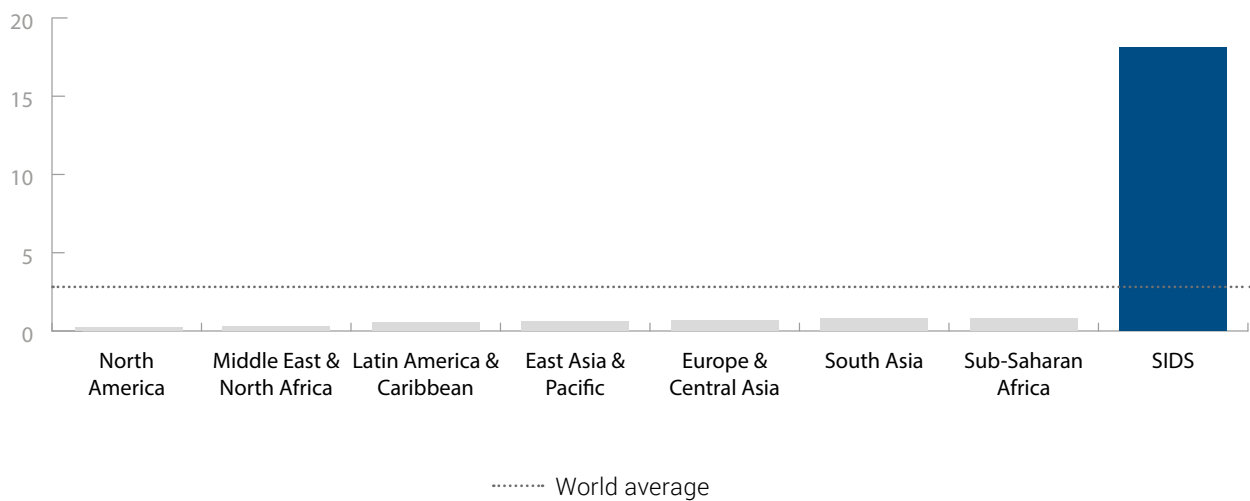 20
15
10
5
0
North
America
Middle East &
North Africa
Latin America &
Caribbean
East Asia &
Pacific
Europe &
Central Asia
South Asia
Sub-Saharan
Africa
SIDS
World average